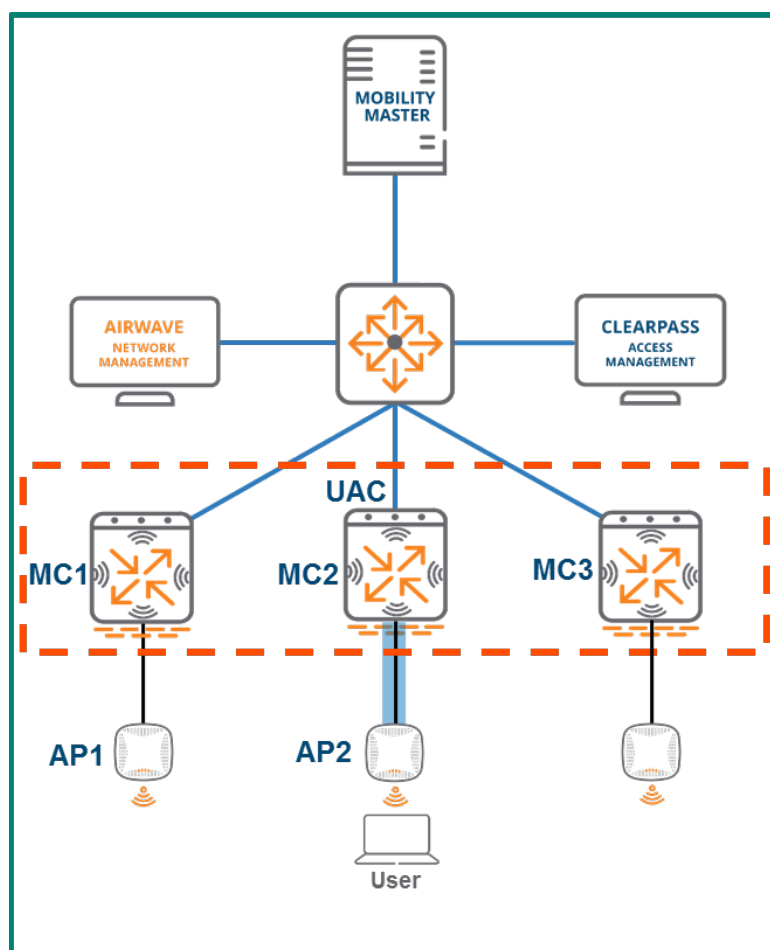 MOBILITY
MASTER
AIRWAVE
NETWORK
MANAGEMENT
CLEARPASS
ACCESS
MANAGEMENT
UAC
MC1
MC2
MC3
AP1
AP2
User